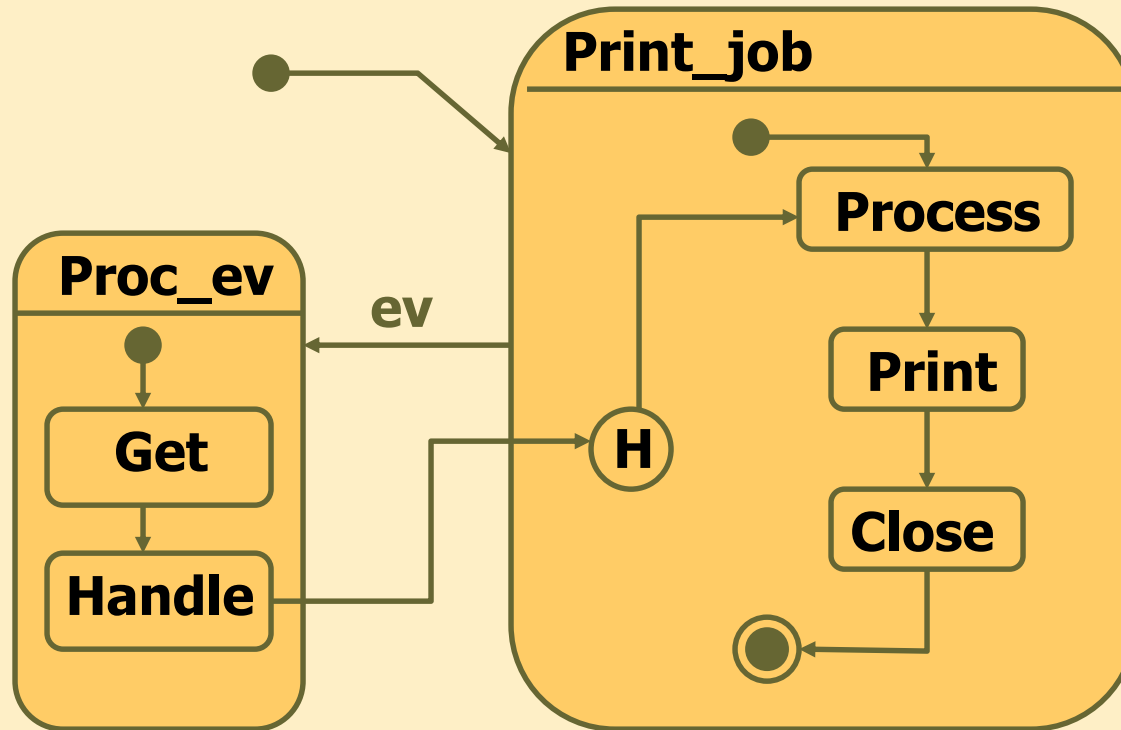 Print_job
Process
Proc_ev
ev
Print
Get
H
Close
Handle